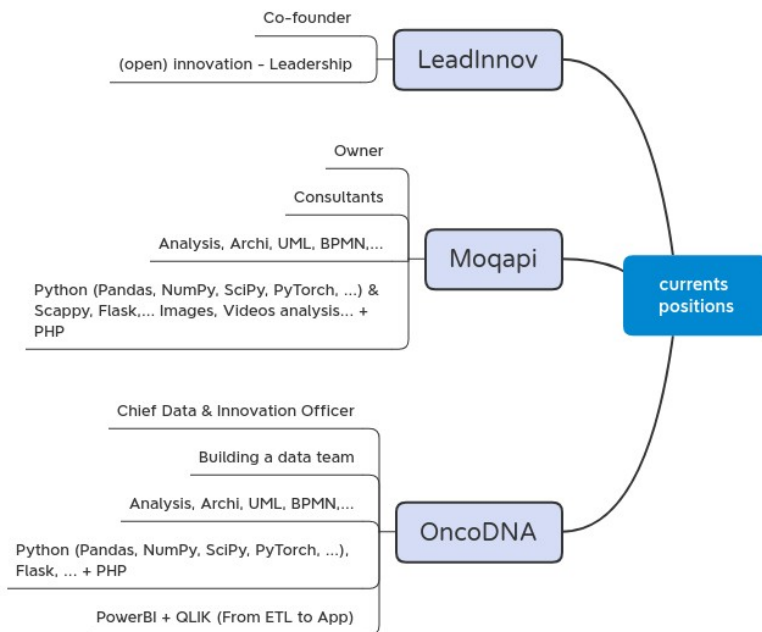 Co-founder
(open) innovation - Leadership
LeadInnov
Owner
Consultants
Analysis, Archi, UML, BPMN,...
Python (Pandas, NumPy, SciPy, PyTorch, ...) &
Scappy, Flask,... Images, Videos analysis... +
PHP
Moqapi
currents
positions
Chief Data & Innovation Officer
Building a data team
Analysis, Archi, UML, BPMN,...
Python (Pandas, NumPy, SciPy, PyTorch, ...),
Flask, ... + PHP
PowerBI + QLIK (From ETL to App)
OncoDNA